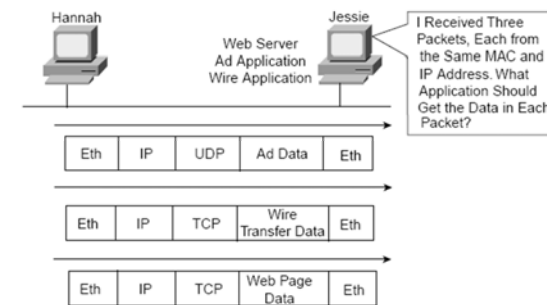 Hannah
Jessie
Web Server
Ad Application
Wire Application
I Received Three
Packets, Each from
the Same MAC and
IP Address. What
Application Should
Get the Data in Each
Packet?
Eth IP UDP Ad Data Eth
Eth IP TCP Wire Transfer Data Eth
Eth IP TCP Web Page Data Eth